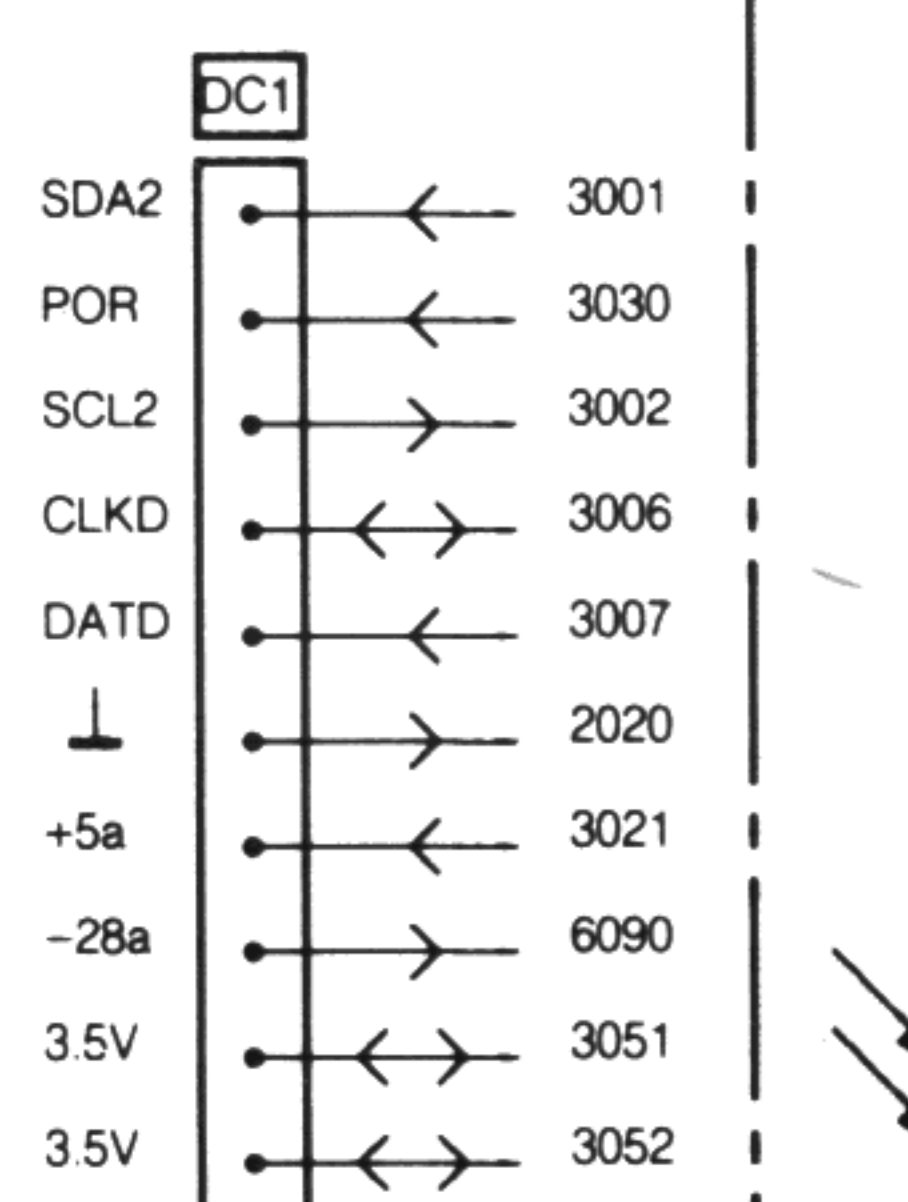 DC1
SDA2 3001
POR 3030
SCL2 3002
CLKD 3006
DATD 3007
2020
+5a 3021
-28a 6090
3.5V 3051
3.5V 3052